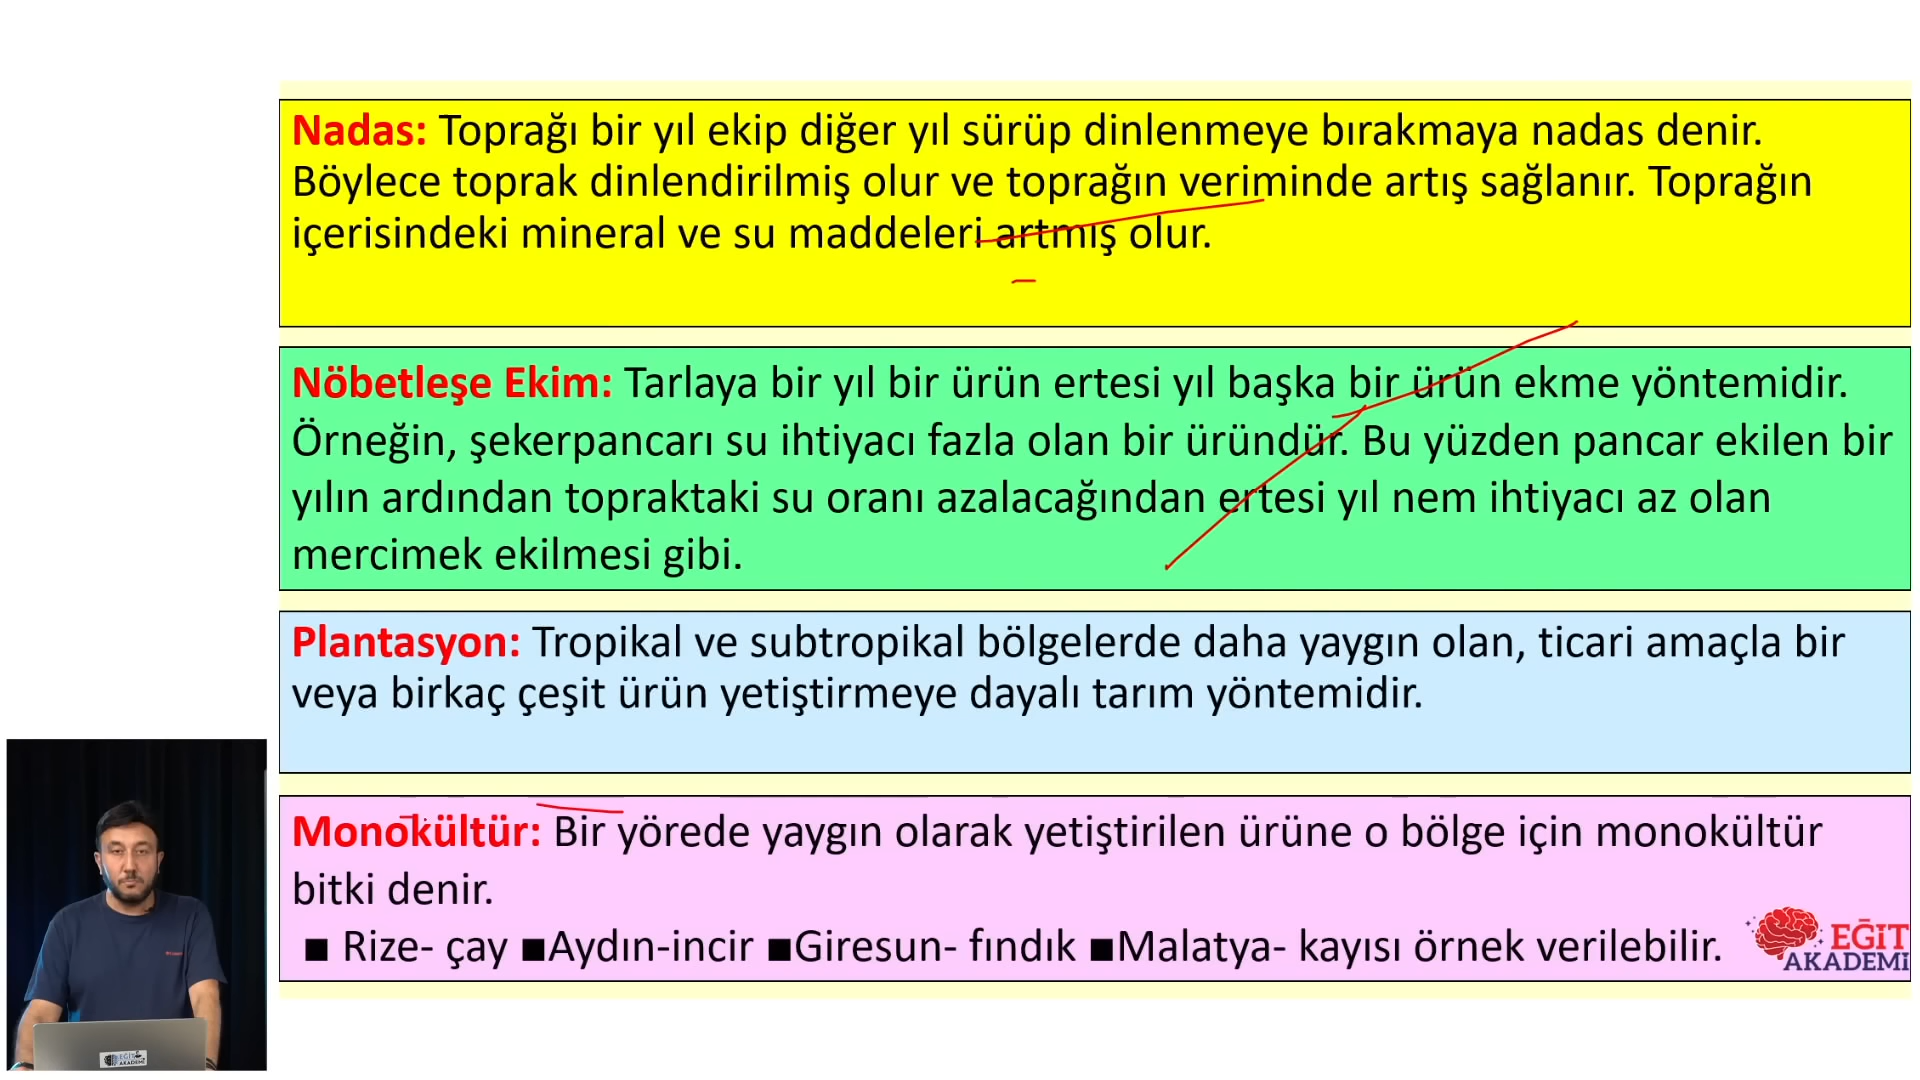 Nadas: Toprağı bir yıl ekip diğer yıl sürüp dinlenmeye bırakmaya nadas denir.
Böylece toprak dinlendirilmiş olur ve toprağın veriminde artış sağlanır. Toprağın
içerisindeki mineral ve su maddeleri artmış olur.
Nöbetleşe Ekim: Tarlaya bir yıl bir ürün ertesi yıl başka bir ürün ekme yöntemidir.
Örneğin, şekerpancarı su ihtiyacı fazla olan bir üründür. Bu yüzden pancar ekilen bir
yılın ardından topraktaki su oranı azalacağından ertesi yıl nem ihtiyacı az olan
mercimek ekilmesi gibi.
Plantasyon: Tropikal ve subtropikal bölgelerde daha yaygın olan, ticari amaçla bir
veya birkaç çeşit ürün yetiştirmeye dayalı tarım yöntemidir.
Monokültür: Bir yörede yaygın olarak yetiştirilen ürüne o bölge için monokültür
bitki denir.
■ Rize- çay ■Aydın-incir ■Giresun- fındık ■Malatya- kayısı örnek verilebilir.
EĞİT
AKADEMİ
EĞİT
AKADEMİ